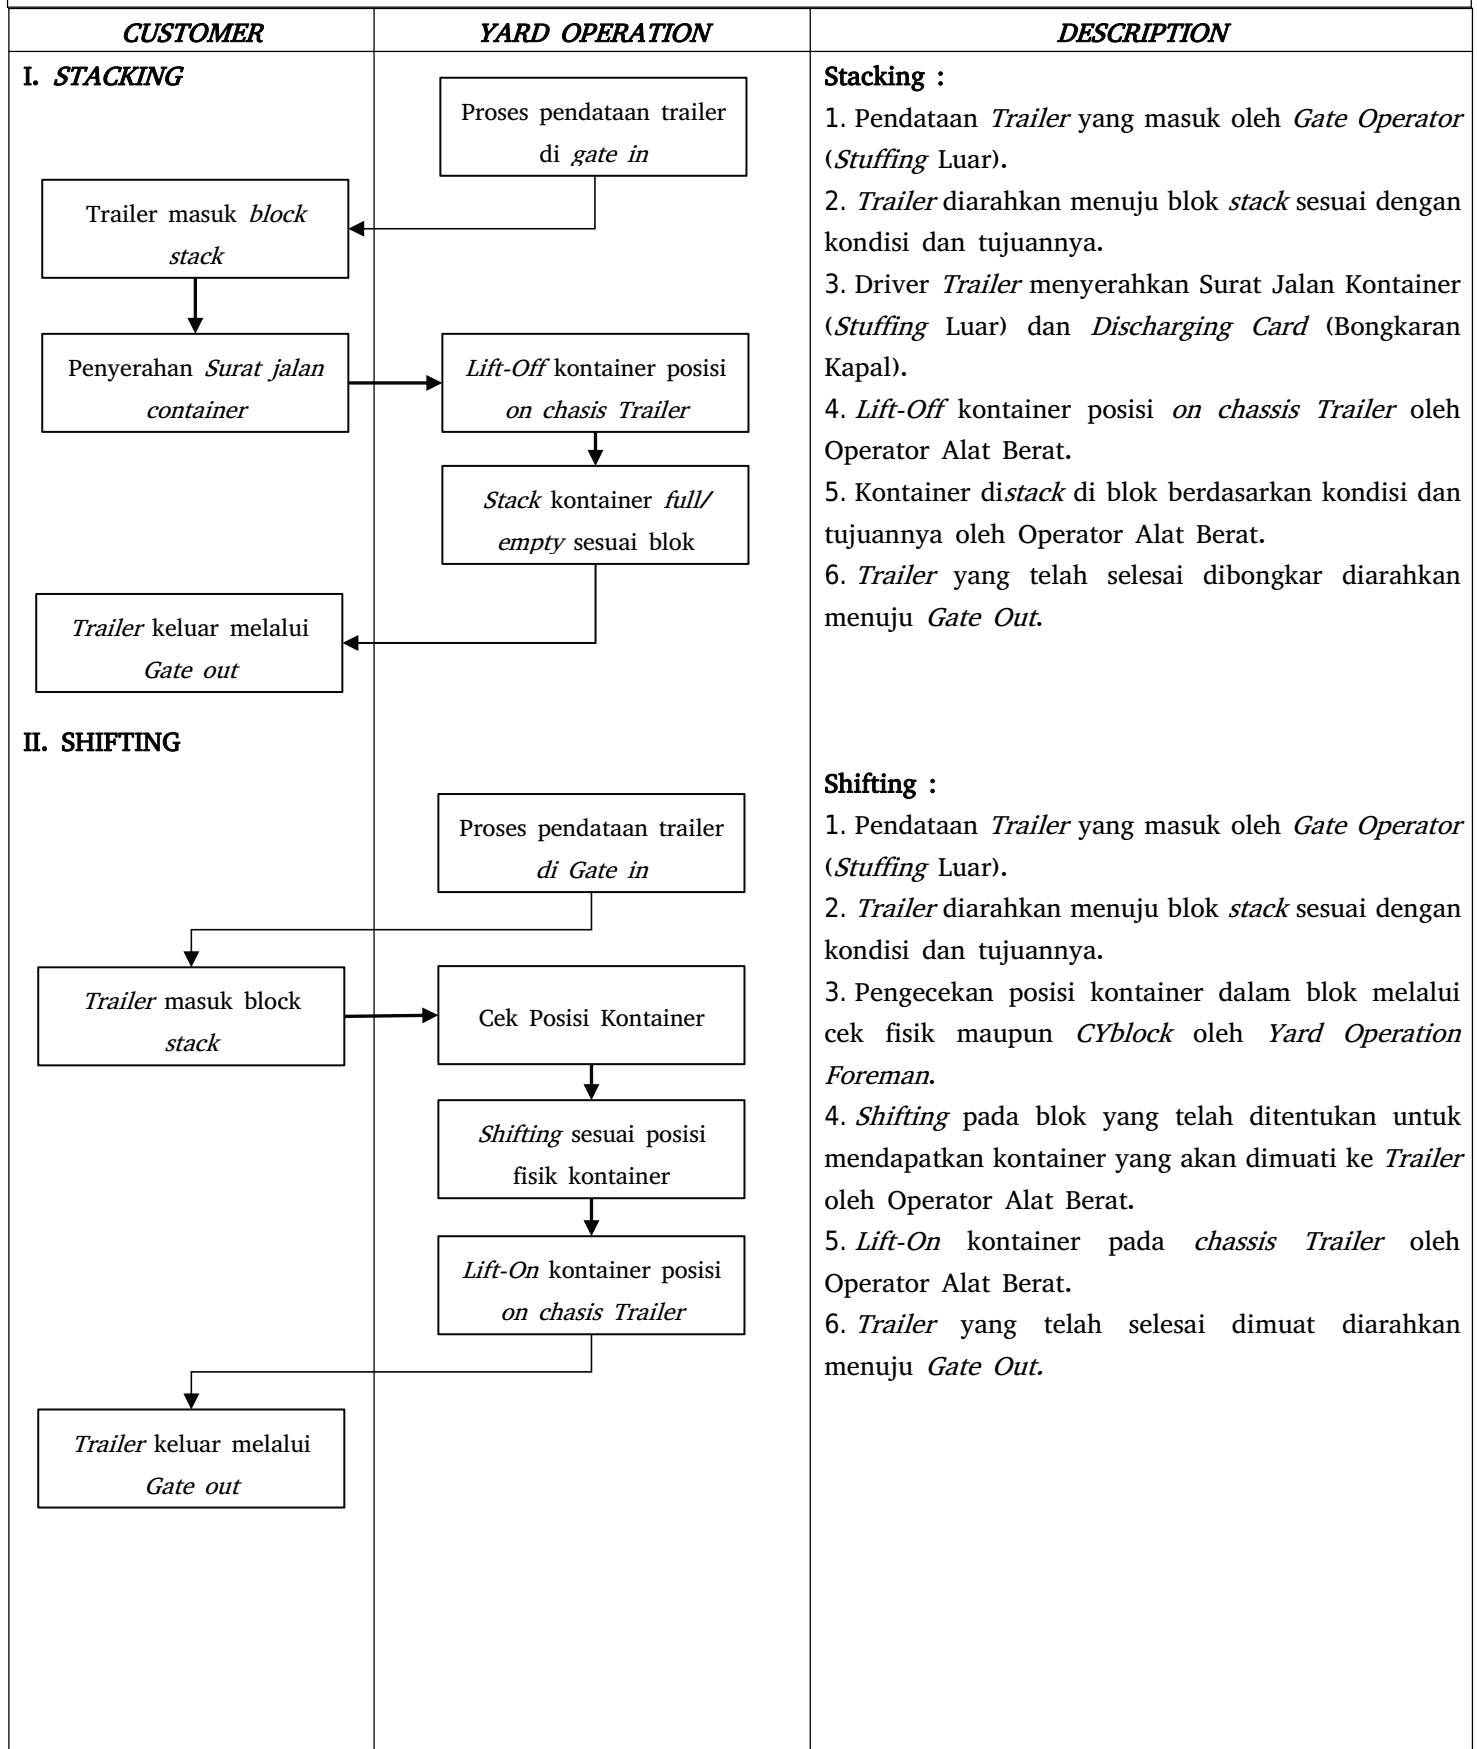 CUSTOMER
YARD OPERATION
DESCRIPTION
I. STACKING
Proses pendataan trailer
di gate in
Trailer masuk block
stack
Penyerahan Surat jalan
container
Lift-Off kontainer posisi
on chasis Trailer
Stack kontainer full/
empty sesuai blok
Trailer keluar melalui
Gate out
Stacking :
1. Pendataan Trailer yang masuk oleh Gate Operator
(Stuffing Luar).
2. Trailer diarahkan menuju blok stack sesuai dengan
kondisi dan tujuannya.
3. Driver Trailer menyerahkan Surat Jalan Kontainer
(Stuffing Luar) dan Discharging Card (Bongkaran
Kapal).
4. Lift-Off kontainer posisi on chassis Trailer oleh
Operator Alat Berat.
5. Kontainer distack di blok berdasarkan kondisi dan
tujuannya oleh Operator Alat Berat.
6. Trailer yang telah selesai dibongkar diarahkan
menuju Gate Out.
II. SHIFTING
Proses pendataan trailer
di Gate in
Trailer masuk block
stack
Cek Posisi Kontainer
Shifting sesuai posisi
fisik kontainer
Lift-On kontainer posisi
on chasis Trailer
Trailer keluar melalui
Gate out
Shifting :
1. Pendataan Trailer yang masuk oleh Gate Operator
(Stuffing Luar).
2. Trailer diarahkan menuju blok stack sesuai dengan
kondisi dan tujuannya.
3. Pengecekan posisi kontainer dalam blok melalui
cek fisik maupun CYblock oleh Yard Operation
Foreman.
4. Shifting pada blok yang telah ditentukan untuk
mendapatkan kontainer yang akan dimuati ke Trailer
oleh Operator Alat Berat.
5. Lift-On kontainer pada chassis Trailer oleh
Operator Alat Berat.
6. Trailer yang telah selesai dimuat diarahkan
menuju Gate Out.